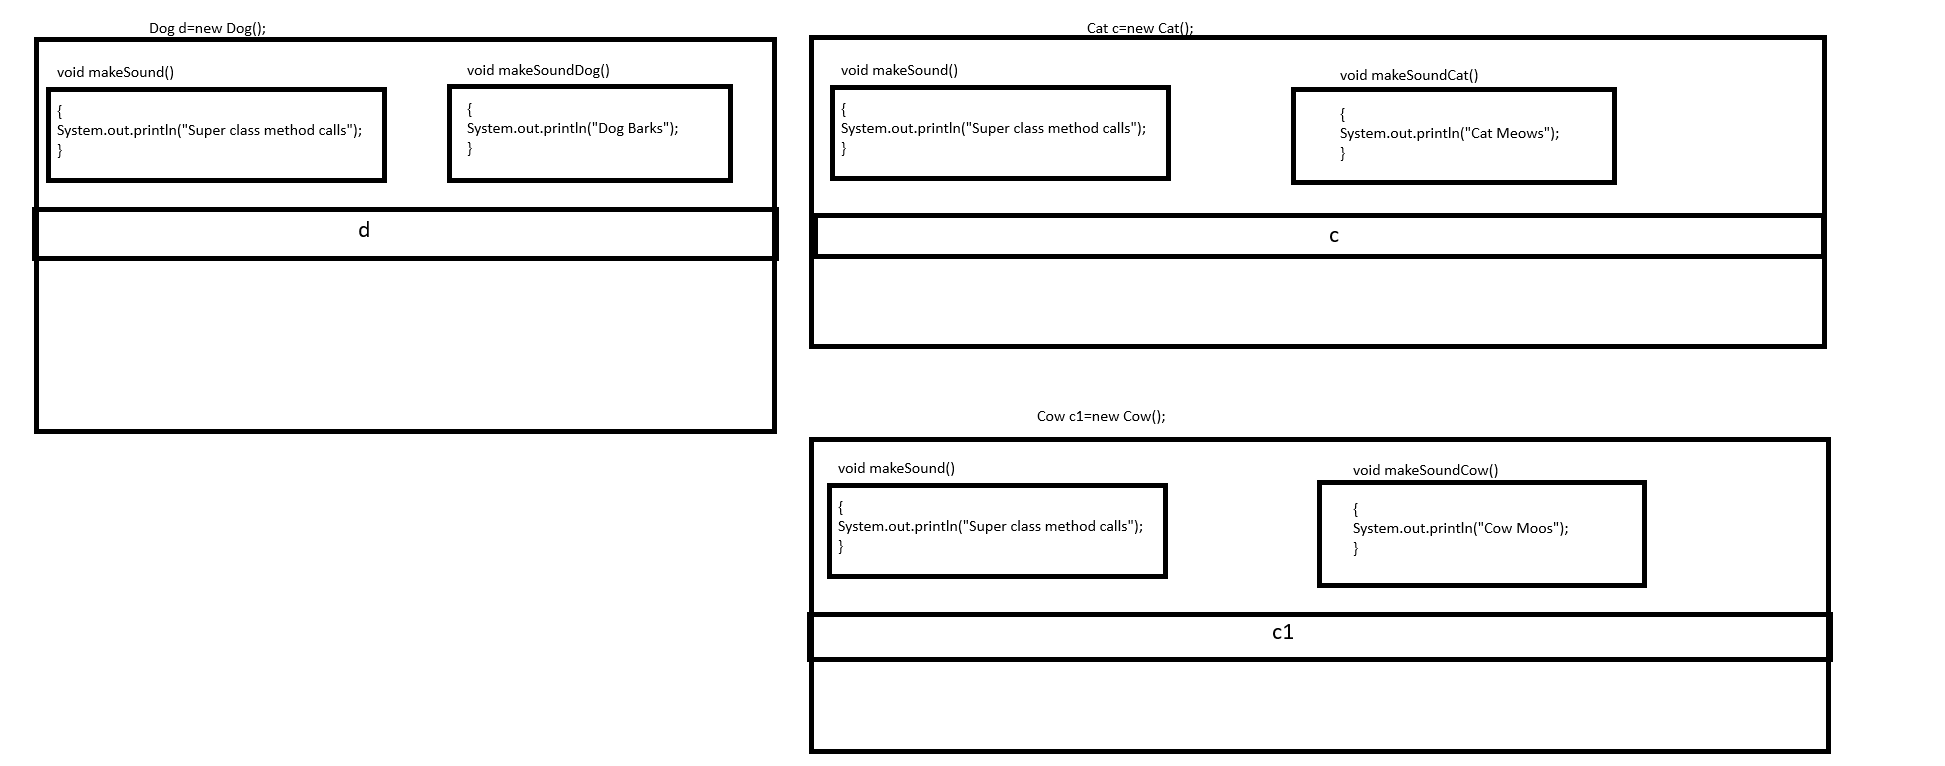 Dog d=new Dog();
void makeSound()
{
System.out.println("Super class method calls");
}
void makeSoundDog()
{
System.out.println("Dog Barks");
}
d
Cat c=new Cat();
void makeSound()
{
System.out.println("Super class method calls");
}
void makeSoundCat()
{
System.out.println("Cat Meows");
}
c
Cow c1=new Cow();
void makeSound()
{
System.out.println("Super class method calls");
}
void makeSoundCow()
{
System.out.println("Cow Moos");
}
c1